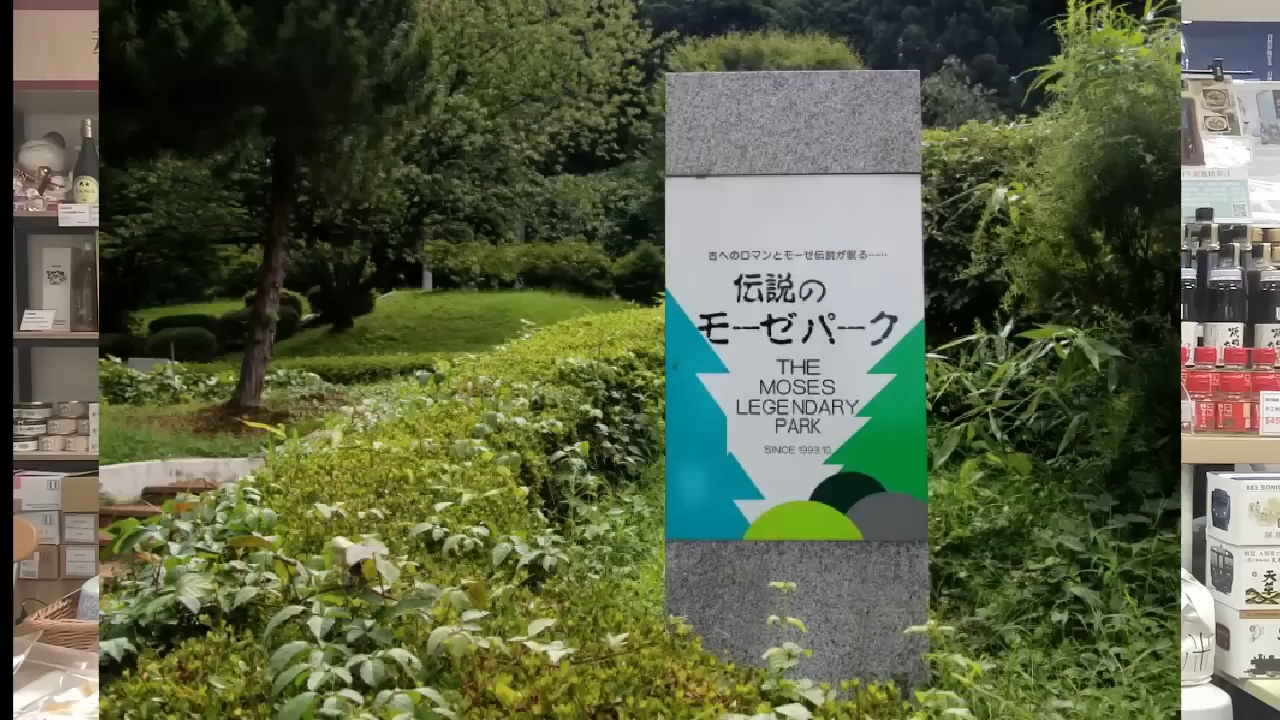 古へのロマンとモーゼ伝説が眠る……
伝説の
モーゼパーク
THE
MOSES
LEGENDARY
PARK
SINCE 1993.10